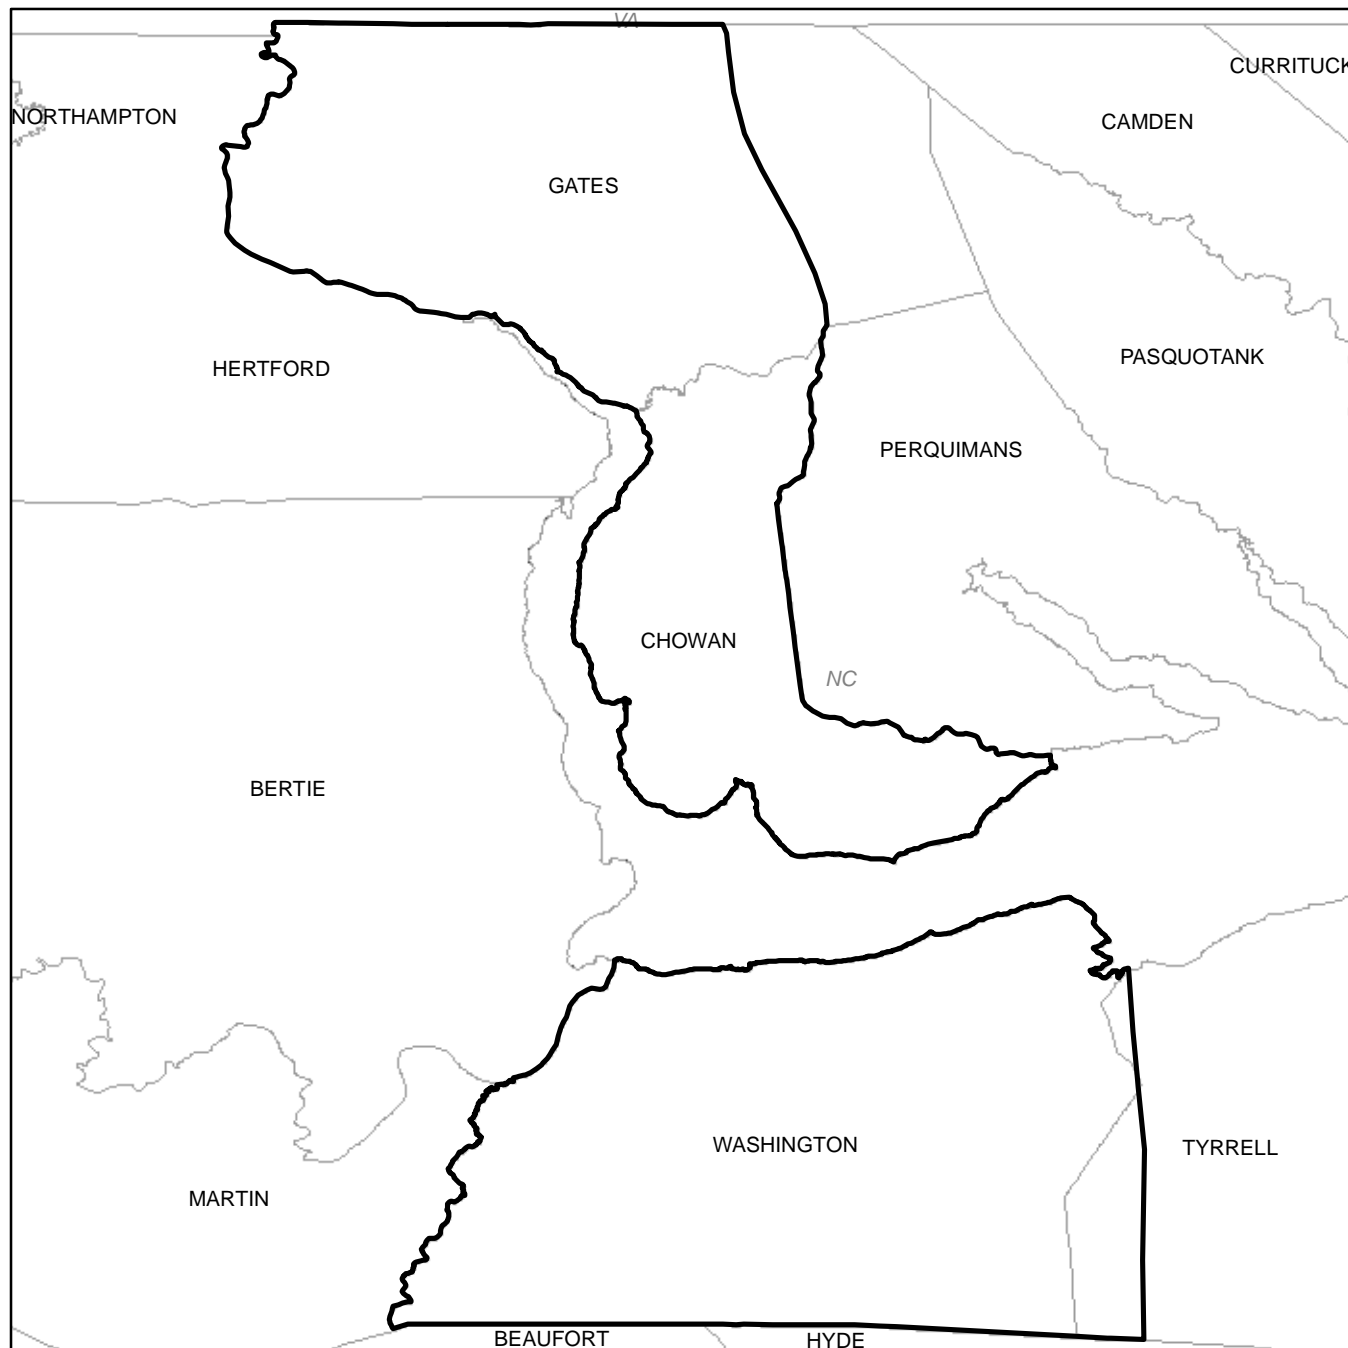 VA
CURRITUCK
NORTHAMPTON
CAMDEN
GATES
PASQUOTANK
HERTFORD
PERQUIMANS
CHOWAN
NC
BERTIE
WASHINGTON
TYRRELL
MARTIN
BEAUFORT
HYDE